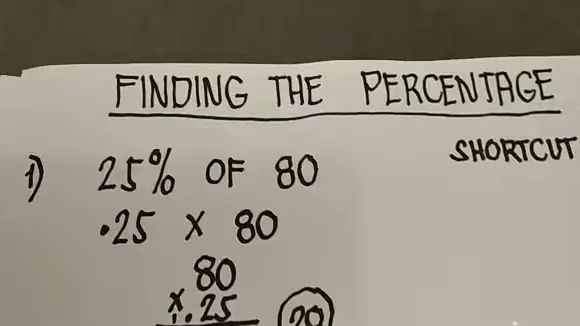 FINDING THE PERCENTAGE
SHORTCUT
1) 25% OF 80
.25 x 80
80
x .25
20